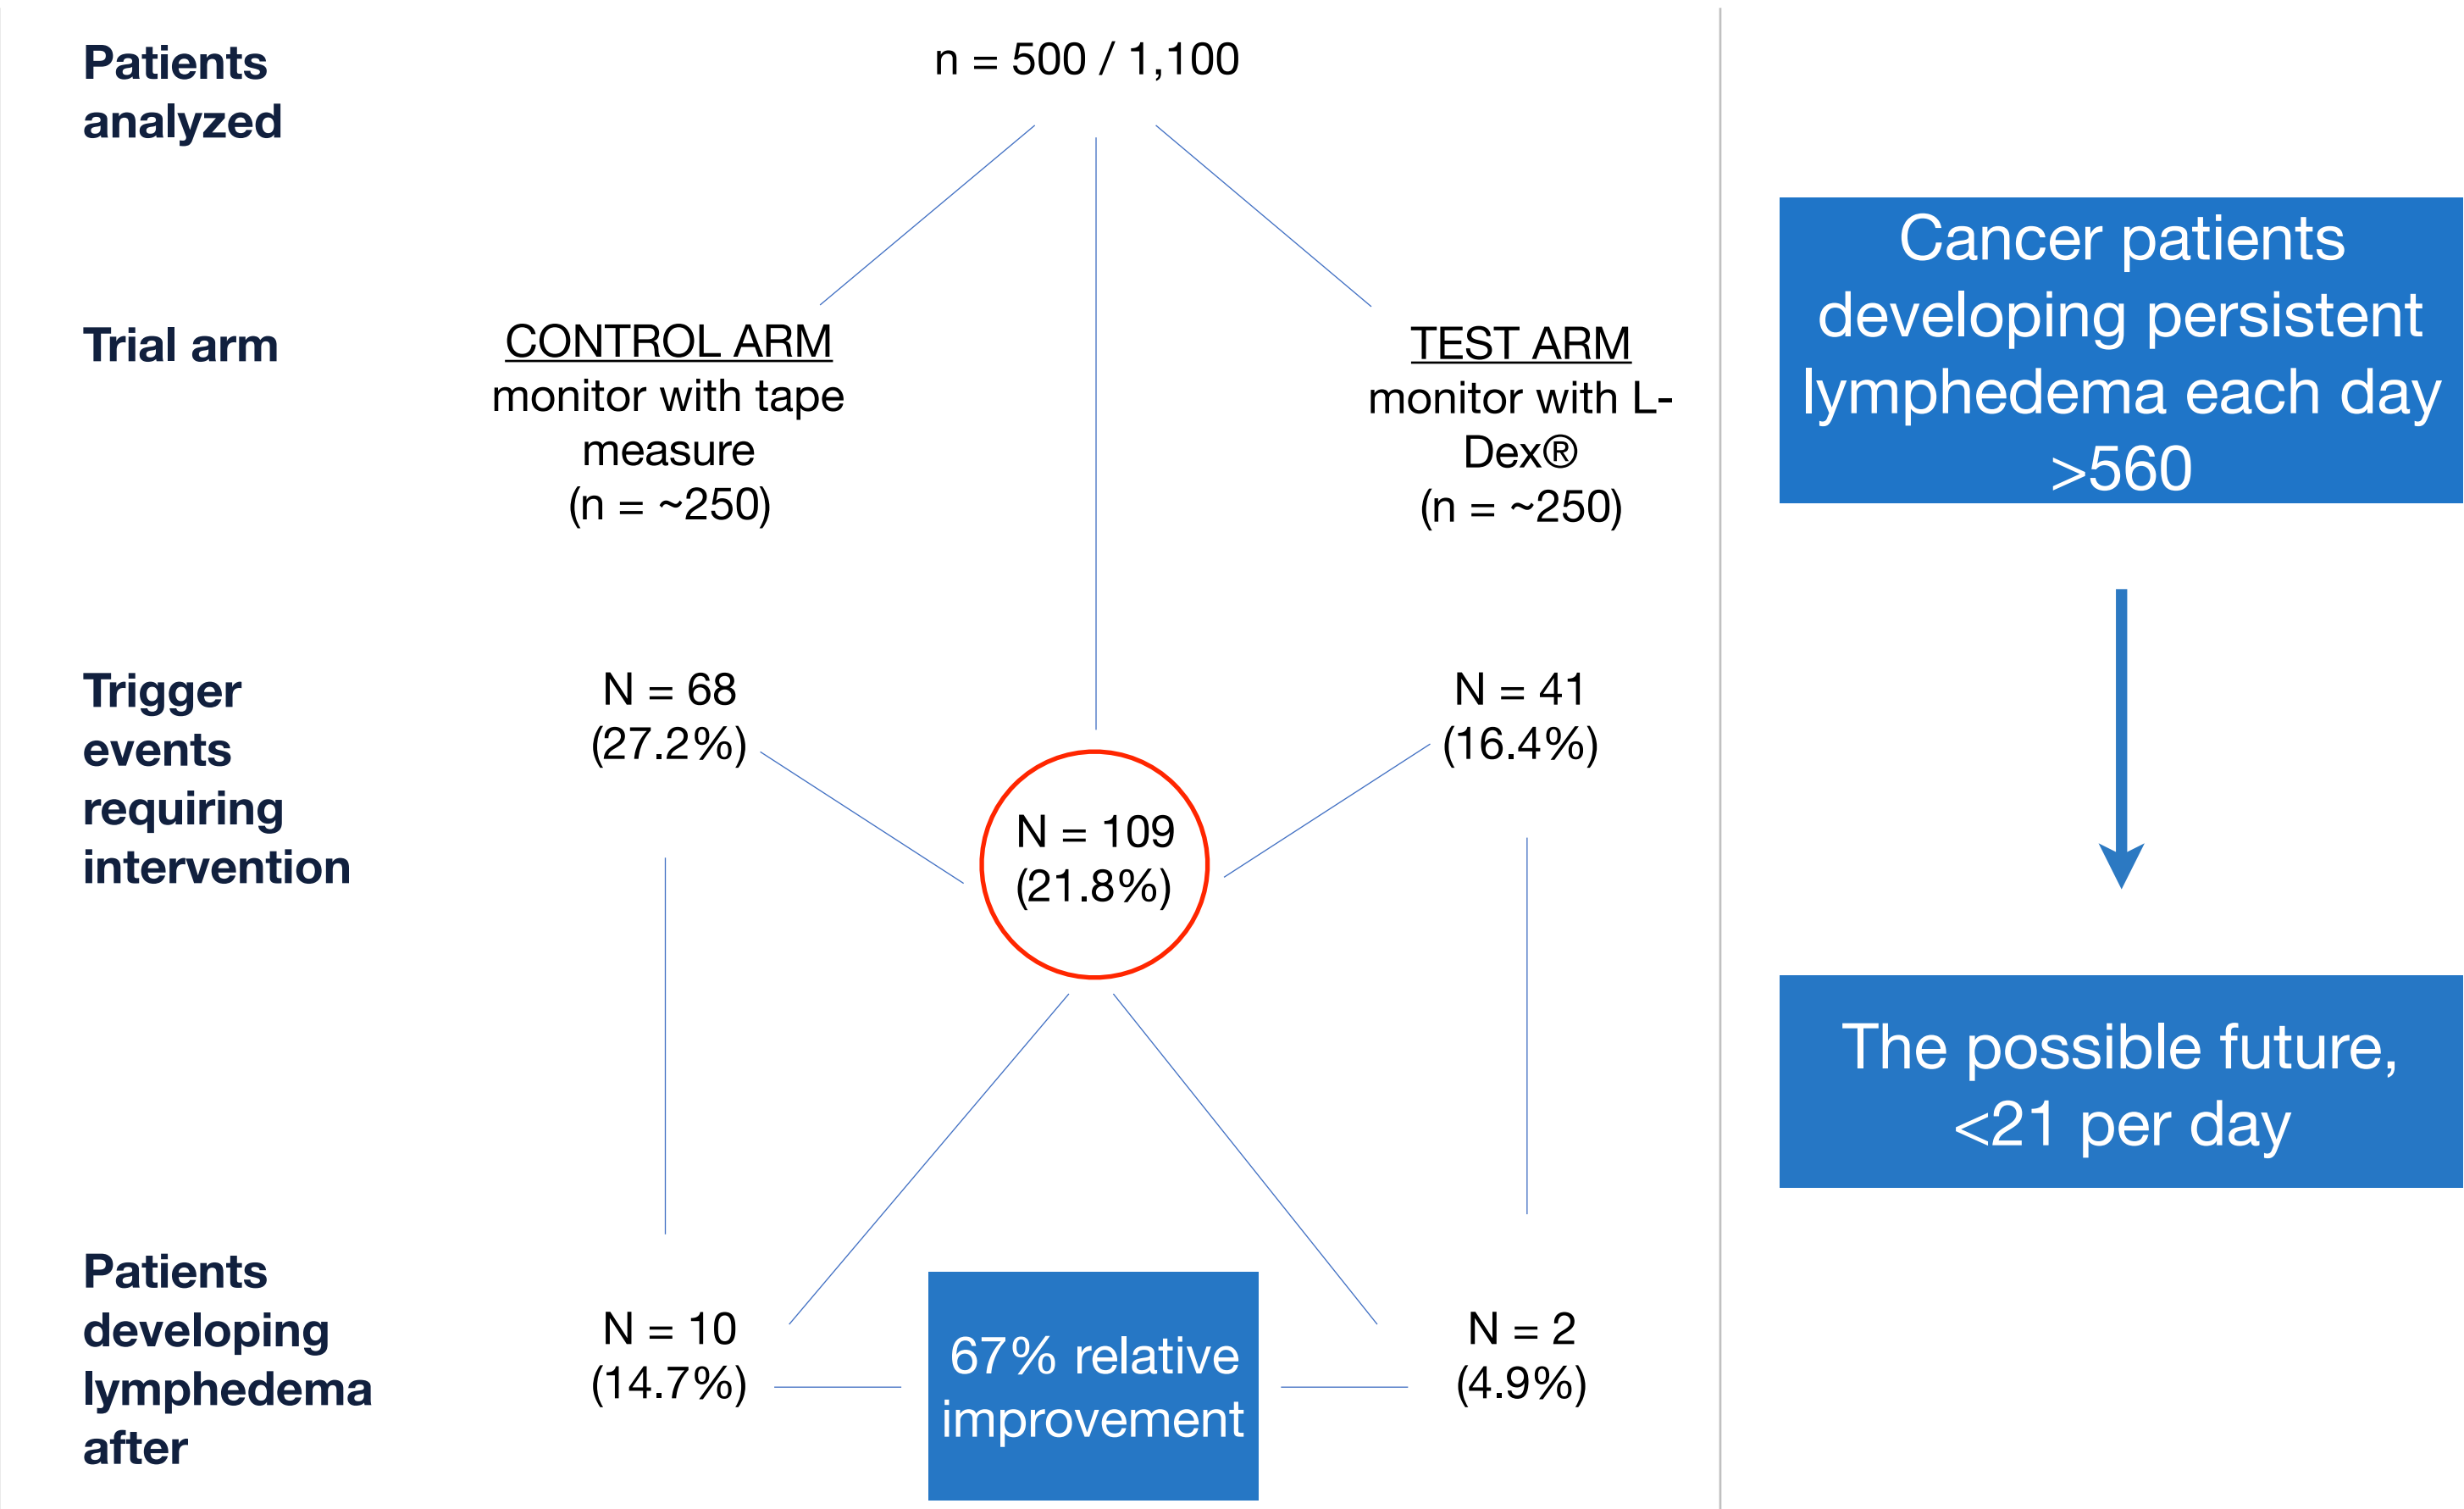 Patients
analyzed
n = 500 / 1,100
Trial arm
CONTROL ARM
monitor with tape
measure
(n = ~250)
TEST ARM
monitor with L-
Dex®
(n = ~250)
Trigger
events
requiring
intervention
N = 68
(27.2%)
N = 109
(21.8%)
N = 41
(16.4%)
Patients
developing
lymphedema
after
N = 10
(14.7%)
67% relative
improvement
N = 2
(4.9%)
Cancer patients
developing persistent
lymphedema each day
>560
The possible future,
<21 per day